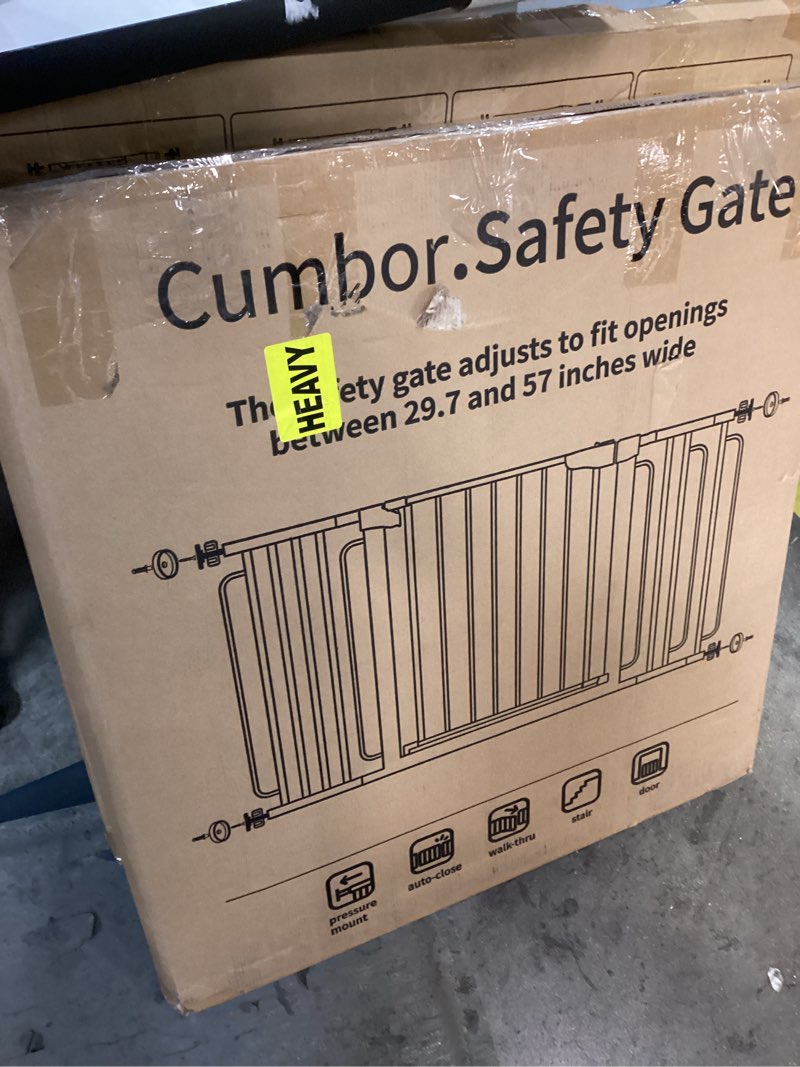 Cumbor.Safety Gate
The safety gate adjusts to fit openings
between 29.7 and 57 inches wide
HEAVY
pressure
mount
auto-close
walk-thru
stair
door